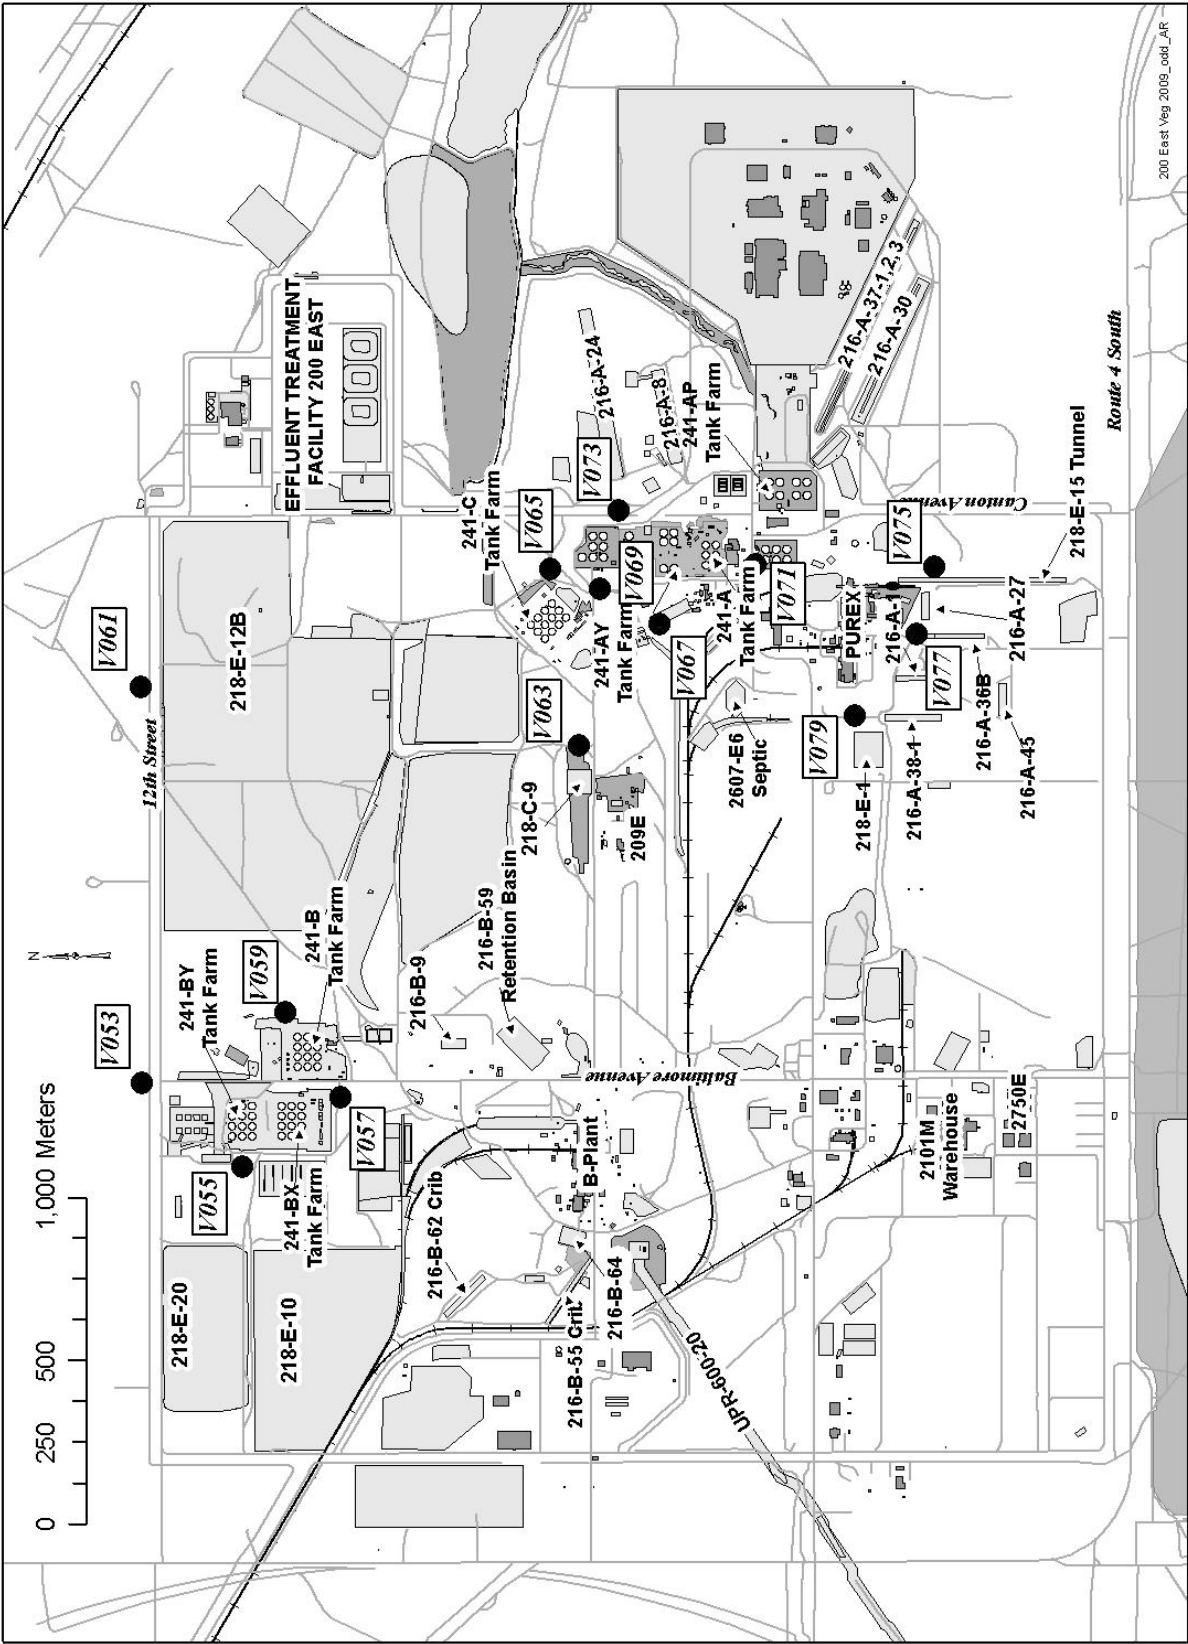 0 250 500 1,000 Meters
N
12th Street
V053
V061
218-E-20
218-E-10
V055
241-BY
Tank Farm
V059
241-BX
Tank Farm
V057
241-B
Tank Farm
218-E-12B
EFFLUENT TREATMENT
FACILITY 200 EAST
216-B-62 Crib
216-B-9
216-B-59
Retention Basin
218-C-9
V063
241-C
Tank Farm
V065
V073
216-A-24
216-A-8
216-B-55 Crib
216-B-64
B-Plant
Baltimore Avenue
209E
241-AY
Tank Farm
V069
V067
241-A
Tank Farm
V071
241-AP
Tank Farm
UPR-600-20
2607-E6
Septic
V079
PUREX
216-A-1
V075
Canton Avenue
216-A-37-1,2,3
216-A-30
2101M
Warehouse
2750E
218-E-1
216-A-38-1
V077
216-A-36B
216-A-45
216-A-27
218-E-15 Tunnel
Route 4 South
200 East Veg 2009_odd_AR